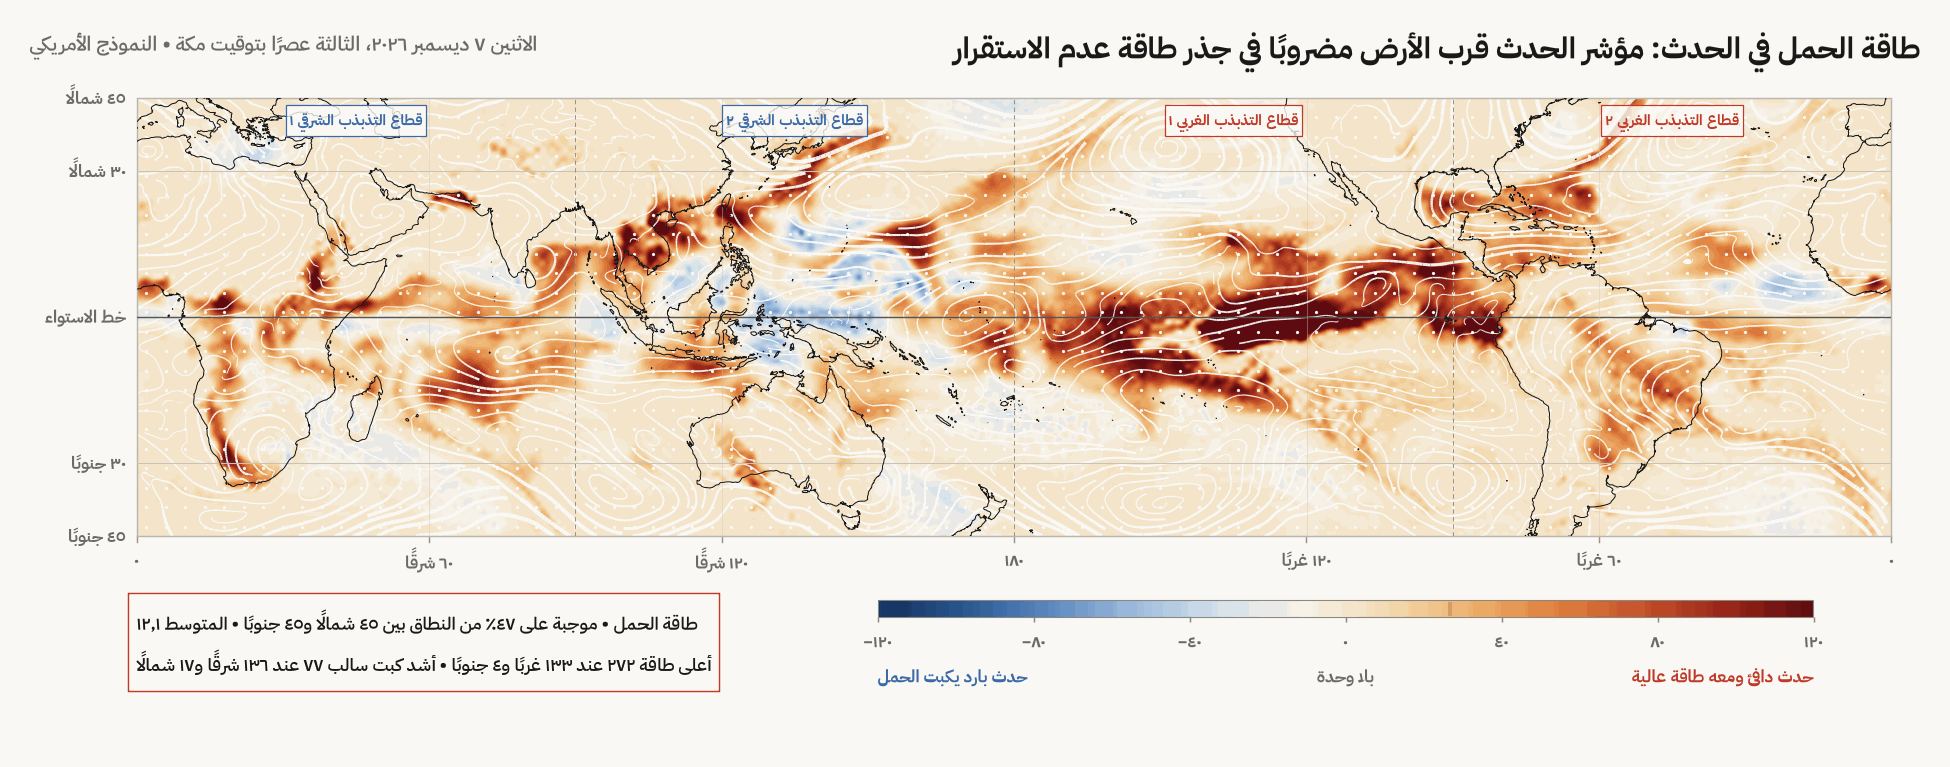 طاقة الحمل في الحدث: مؤشر الحدث قرب الأرض مضروبًا في جذر طاقة عدم الاستقرار
الاثنين ٧ ديسمبر ٢٠٢٦، الثالثة عصرًا بتوقيت مكة • النموذج الأمريكي
قطاع التذبذب الشرقي ١
قطاع التذبذب الشرقي ٢
قطاع التذبذب الغربي ١
قطاع التذبذب الغربي ٢
٤٥ شمالًا
٣٠ شمالًا
خط الاستواء
٣٠ جنوبًا
٤٥ جنوبًا
٠
٦٠ شرقًا
١٢٠ شرقًا
١٨٠
١٢٠ غربًا
٦٠ غربًا
٠
طاقة الحمل • موجبة على ٤٧٪ من النطاق بين ٤٥ شمالًا و٤٥ جنوبًا • المتوسط ١٢,١
أعلى طاقة ٢٧٢ عند ١٣٣ غربًا و٤ جنوبًا • أشد كبت سالب ٧٧ عند ١٣٦ شرقًا و١٧ شمالًا
−١٢٠
−٨٠
−٤٠
٠
٤٠
٨٠
١٢٠
حدث بارد يكبت الحمل
بلا وحدة
حدث دافئ ومعه طاقة عالية